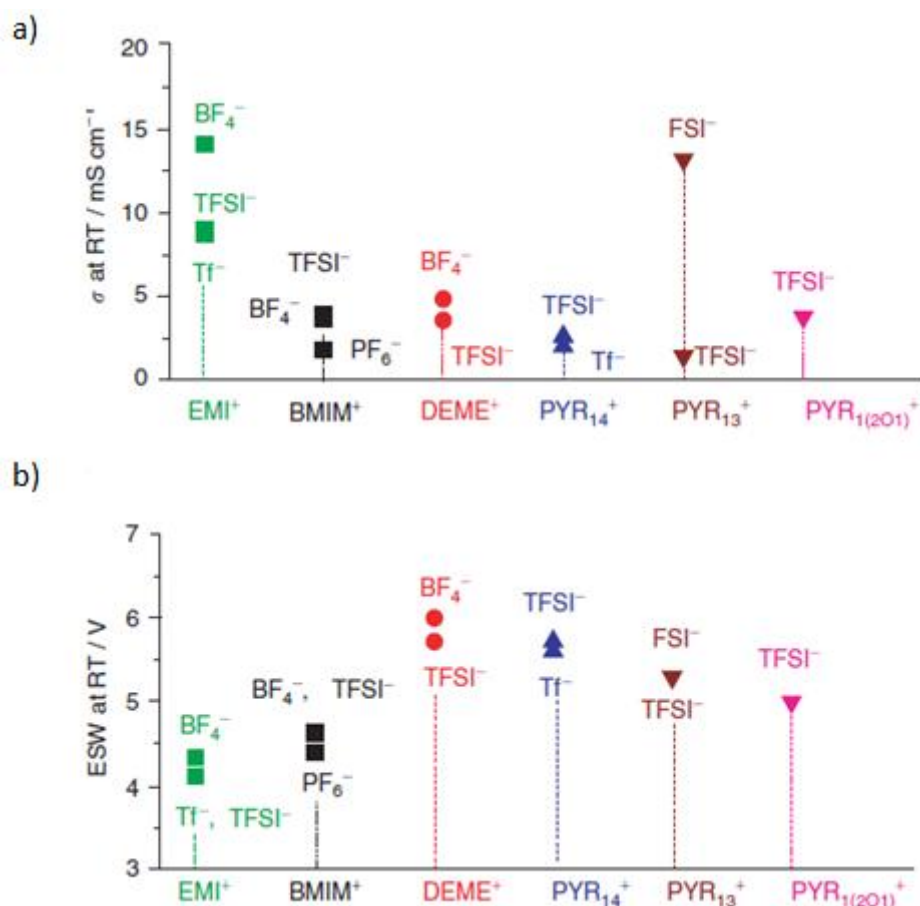 a)
20
15
10
5
0
σ at RT / mS cm⁻¹
BF₄⁻
TFSI⁻
Tf⁻
TFSI⁻
BF₄⁻
PF₆⁻
BF₄⁻
TFSI⁻
TFSI⁻
Tf⁻
FSI⁻
TFSI⁻
TFSI⁻
EMI⁺ BMIM⁺ DEME⁺ PYR₁₄⁺ PYR₁₃⁺ PYR₁₍₂O₁₎⁺
b)
7
6
5
4
3
ESW at RT / V
BF₄⁻
Tf⁻, TFSI⁻
BF₄⁻, TFSI⁻
PF₆⁻
BF₄⁻
TFSI⁻
TFSI⁻
Tf⁻
FSI⁻
TFSI⁻
TFSI⁻
EMI⁺ BMIM⁺ DEME⁺ PYR₁₄⁺ PYR₁₃⁺ PYR₁₍₂O₁₎⁺